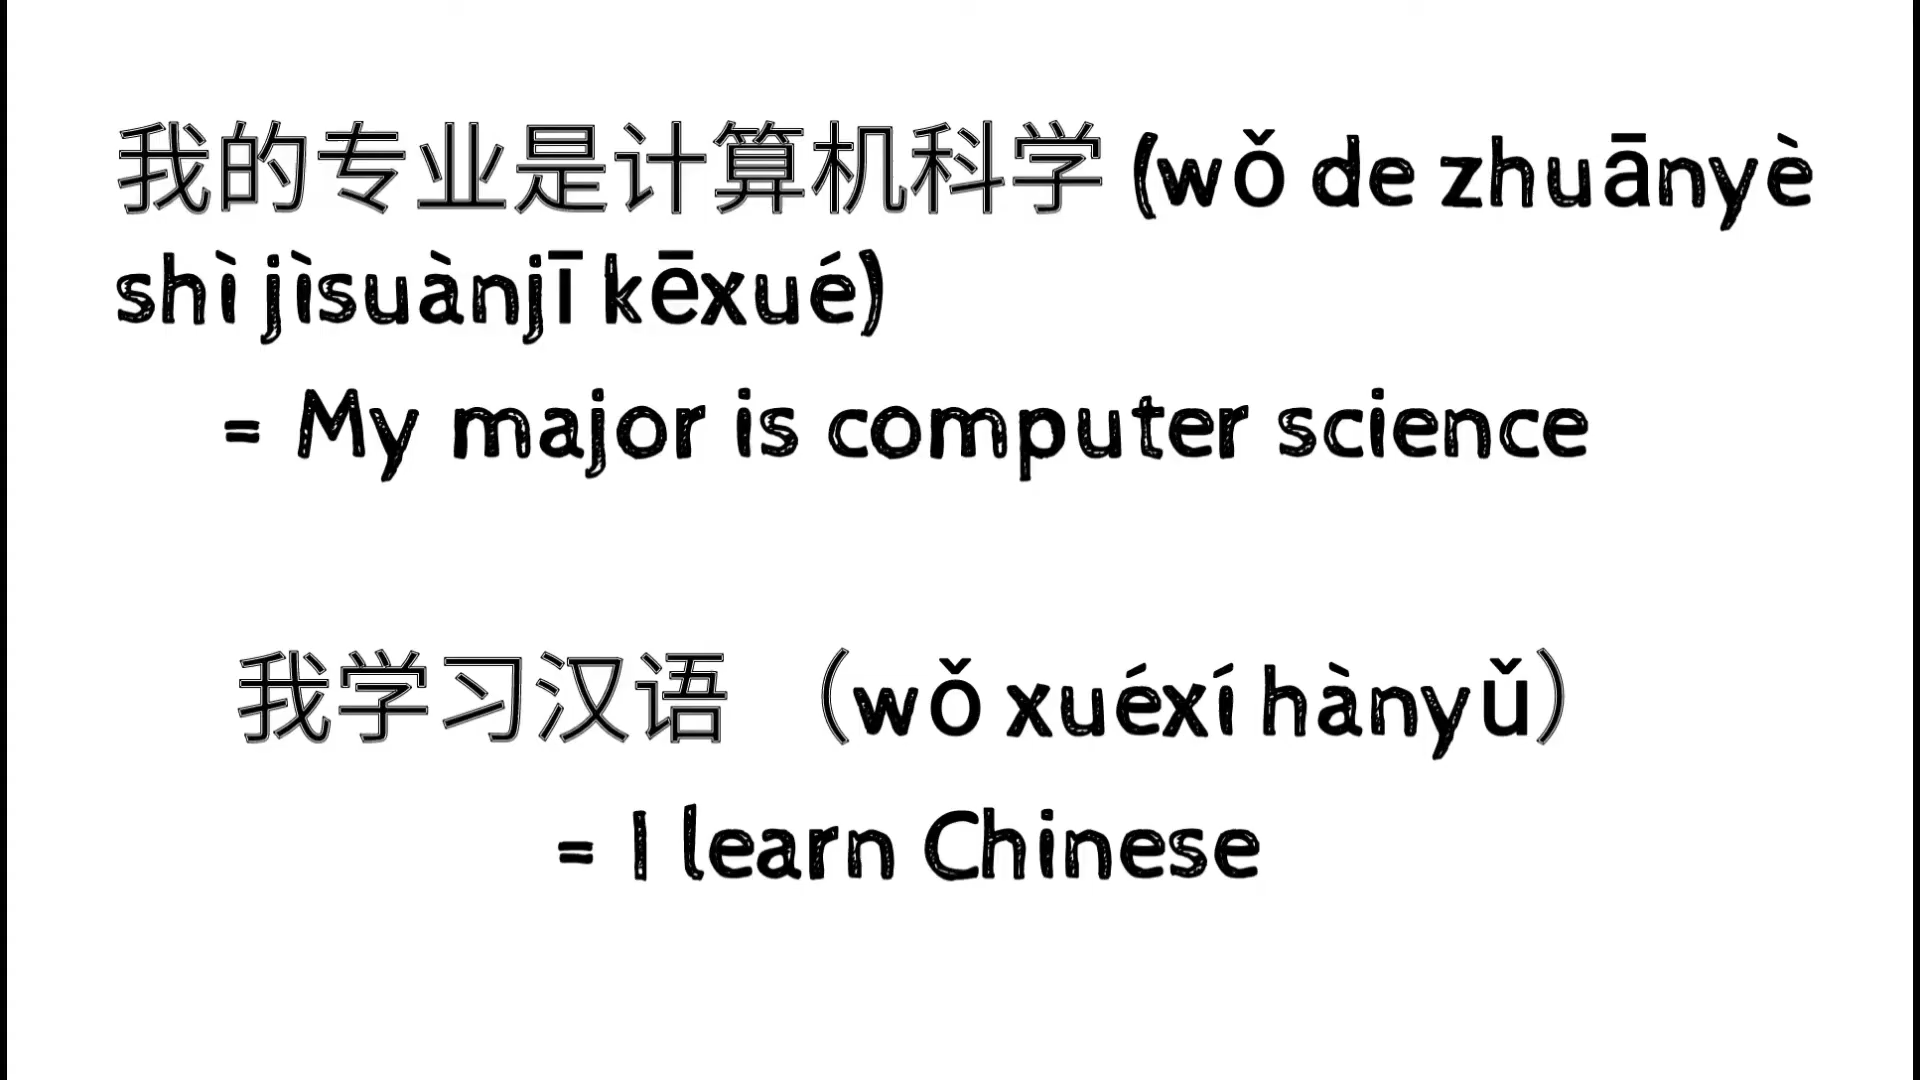 我的专业是计算机科学 (wǒ de zhuānyè
shì jìsuànjī kēxué)
= My major is computer science
我学习汉语 （wǒ xuéxí hànyǔ）
= I learn Chinese